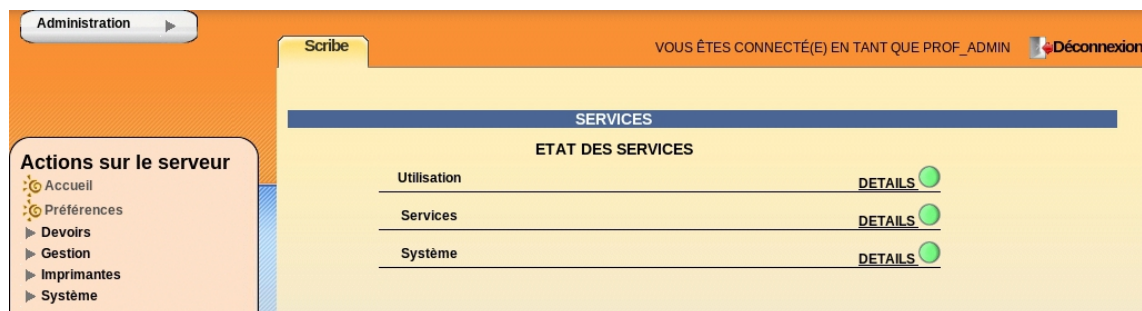 Administration
Scribe
VOUS ÊTES CONNECTÉ(E) EN TANT QUE PROF_ADMIN
Déconnexion
SERVICES
ETAT DES SERVICES
Utilisation DETAILS
Services DETAILS
Système DETAILS
Actions sur le serveur
Accueil
Préférences
Devoirs
Gestion
Imprimantes
Système